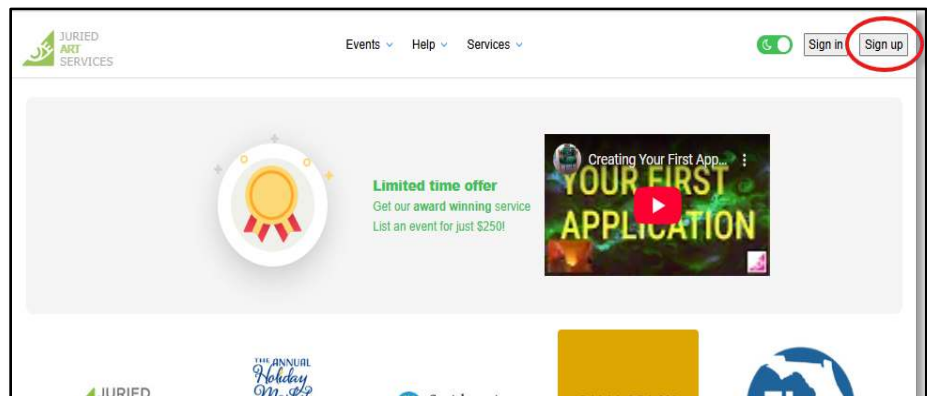 JURIED
ART
SERVICES
Events
Help
Services
Sign in
Sign up
Limited time offer
Get our award winning service
List an event for just $250!
Creating Your First App...
YOUR FIRST
APPLICATION
THE ANNUAL
Holiday
Market
JURIED